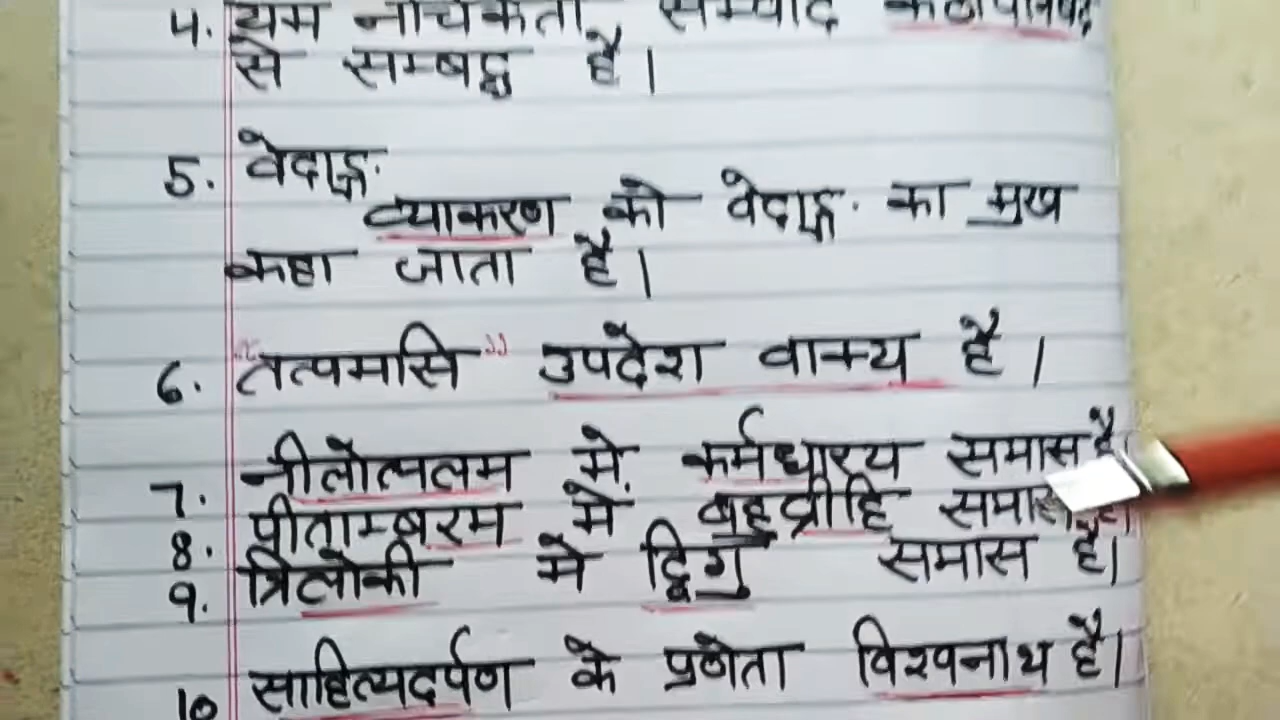 4. यम नचिकेता सम्वाद कठोपनिषद
से सम्बद्ध है।
5. वेदाङ्ग
व्याकरण को वेदाङ्ग का मुख
कहा जाता है।
6. "तत्वमसि" उपदेश वाक्य है।
7. नीलोत्पलम में कर्मधारय समास है।
8. पीताम्बरम में बहुव्रीहि समास है।
9. त्रिलोकी में द्विगु समास है।
10 साहित्यदर्पण के प्रणेता विश्वनाथ है।